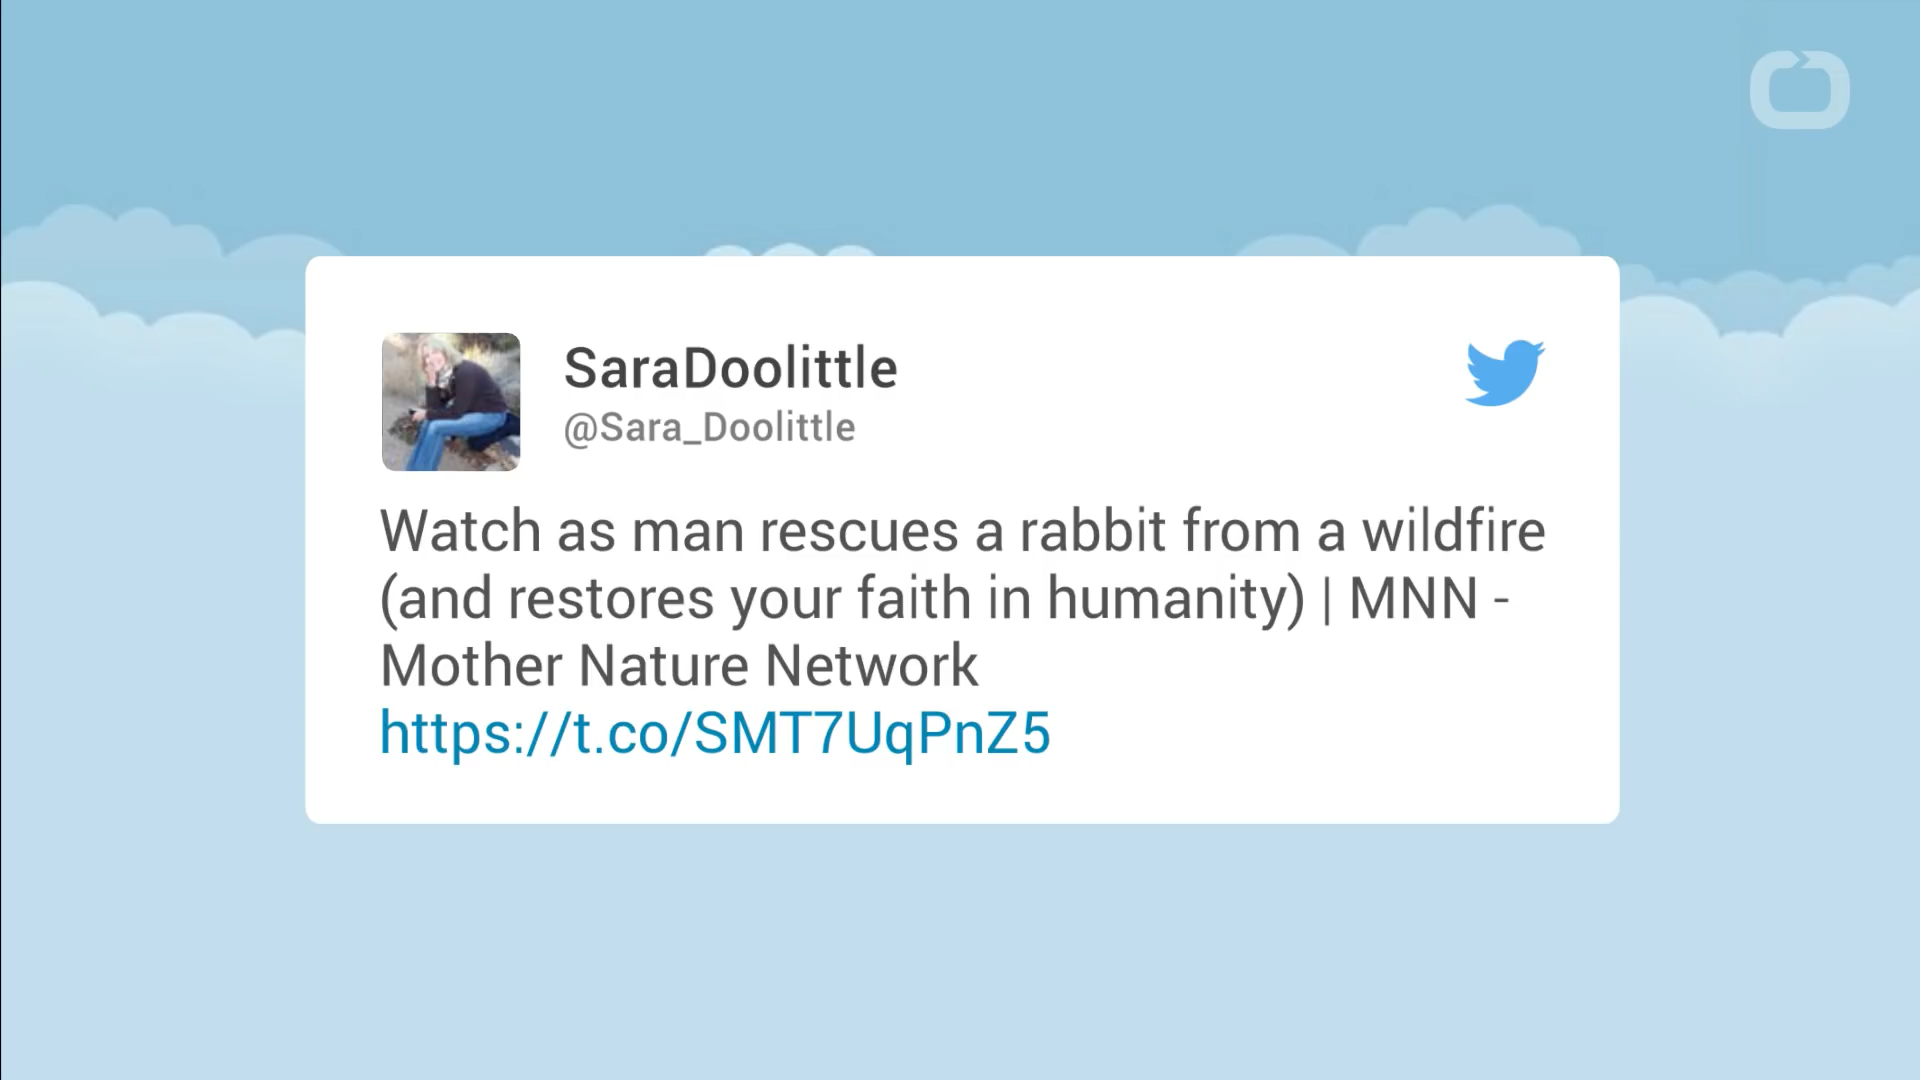 SaraDoolittle
@Sara_Doolittle
Watch as man rescues a rabbit from a wildfire
(and restores your faith in humanity) | MNN -
Mother Nature Network
https://t.co/SMT7UqPnZ5